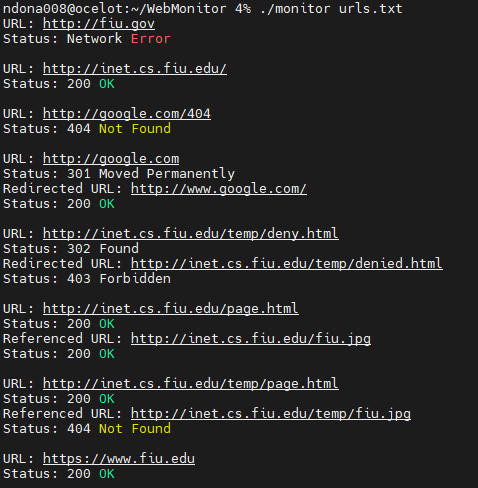 ndona008@ocelot:~/WebMonitor 4% ./monitor urls.txt
URL: http://fiu.gov
Status: Network Error
URL: http://inet.cs.fiu.edu/
Status: 200 OK
URL: http://google.com/404
Status: 404 Not Found
URL: http://google.com
Status: 301 Moved Permanently
Redirected URL: http://www.google.com/
Status: 200 OK
URL: http://inet.cs.fiu.edu/temp/deny.html
Status: 302 Found
Redirected URL: http://inet.cs.fiu.edu/temp/denied.html
Status: 403 Forbidden
URL: http://inet.cs.fiu.edu/page.html
Status: 200 OK
Referenced URL: http://inet.cs.fiu.edu/fiu.jpg
Status: 200 OK
URL: http://inet.cs.fiu.edu/temp/page.html
Status: 200 OK
Referenced URL: http://inet.cs.fiu.edu/temp/fiu.jpg
Status: 404 Not Found
URL: https://www.fiu.edu
Status: 200 OK